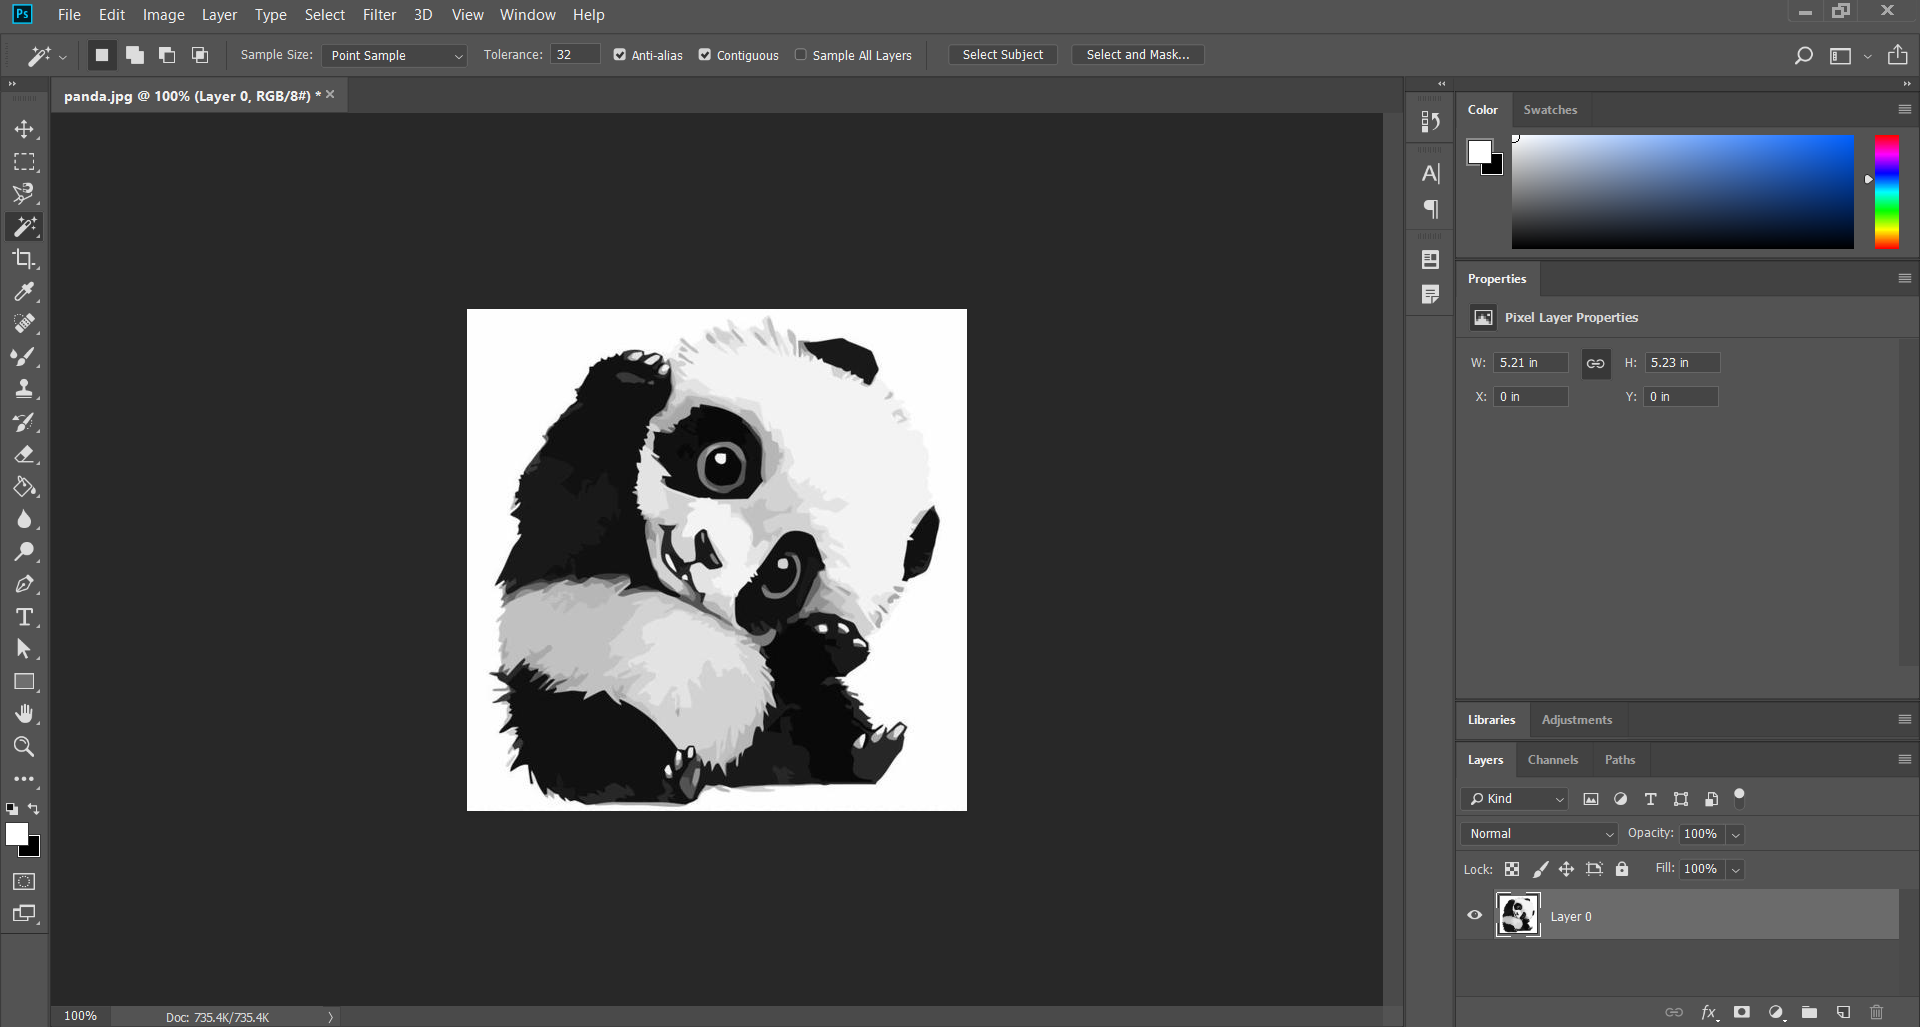 Ps File Edit Image Layer Type Select Filter 3D View Window Help
Sample Size: Point Sample Tolerance: 32 Anti-alias Contiguous Sample All Layers Select Subject Select and Mask...
panda.jpg @ 100% (Layer 0, RGB/8#) * ×
Color Swatches
Properties
Pixel Layer Properties
W: 5.21 in H: 5.23 in
X: 0 in Y: 0 in
Libraries Adjustments
Layers Channels Paths
Kind
Normal Opacity: 100%
Lock: Fill: 100%
Layer 0
fx
100% Doc: 735.4K/735.4K